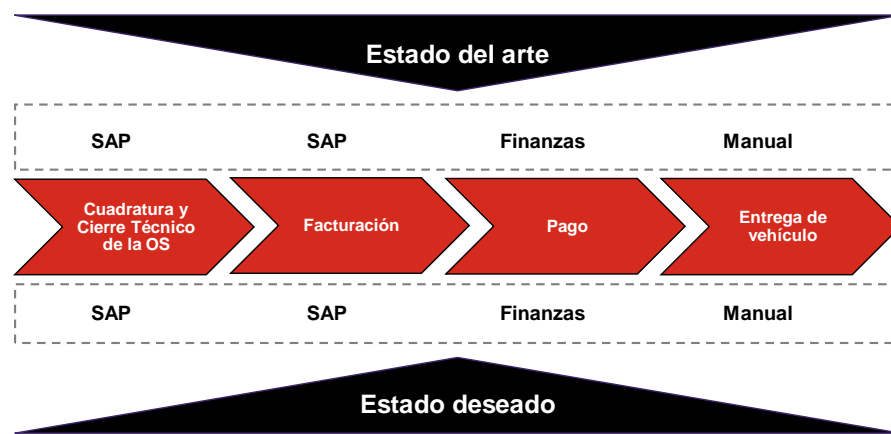 Estado del arte
SAP SAP Finanzas Manual
Cuadratura y
Cierre Técnico
de la OS
Facturación
Pago
Entrega de
vehículo
SAP SAP Finanzas Manual
Estado deseado